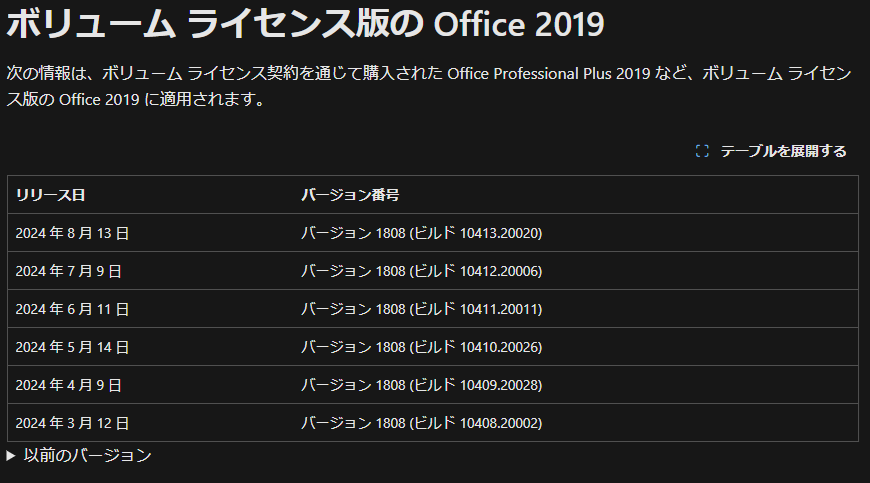 ボリューム ライセンス版の Office 2019
次の情報は、ボリューム ライセンス契約を通じて購入された Office Professional Plus 2019 など、ボリューム ライセン
ス版の Office 2019 に適用されます。
テーブルを展開する
リリース日 バージョン番号
2024 年 8 月 13 日 バージョン 1808 (ビルド 10413.20020)
2024 年 7 月 9 日 バージョン 1808 (ビルド 10412.20006)
2024 年 6 月 11 日 バージョン 1808 (ビルド 10411.20011)
2024 年 5 月 14 日 バージョン 1808 (ビルド 10410.20026)
2024 年 4 月 9 日 バージョン 1808 (ビルド 10409.20028)
2024 年 3 月 12 日 バージョン 1808 (ビルド 10408.20002)
以前のバージョン